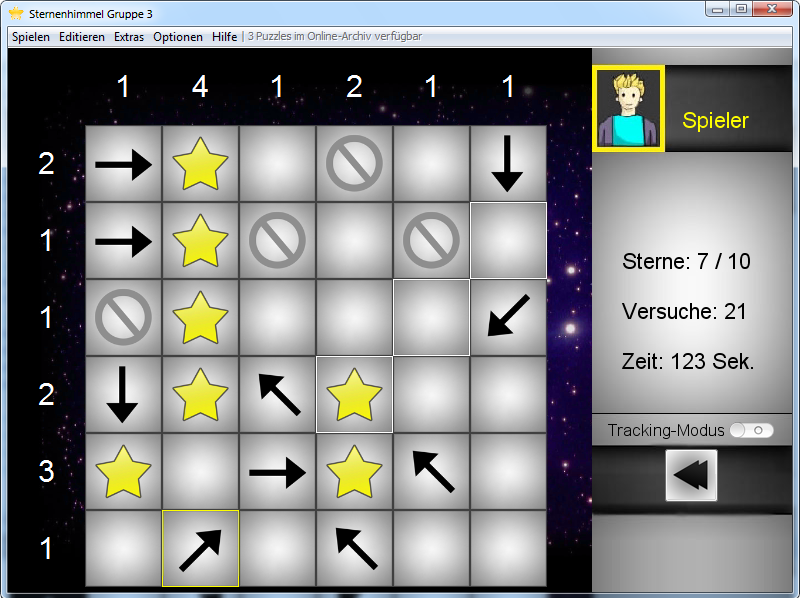 Sternenhimmel Gruppe 3
Spielen Editieren Extras Optionen Hilfe | 3 Puzzles im Online-Archiv verfügbar
1 4 1 2 1 1
Spieler
2
1
Sterne: 7 / 10
1
Versuche: 21
Zeit: 123 Sek.
2
Tracking-Modus
3
1